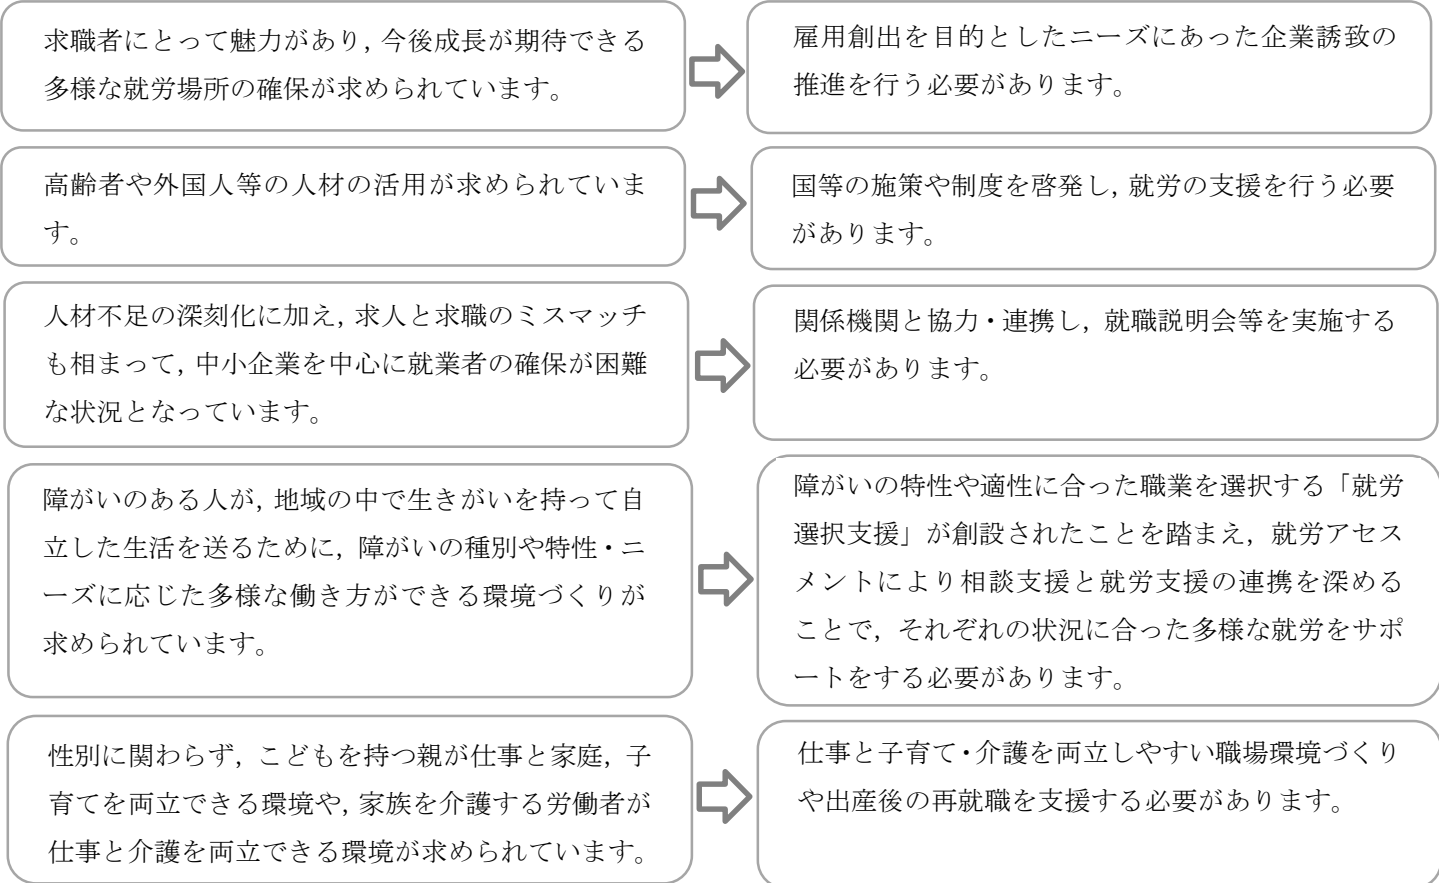 求職者にとって魅力があり，今後成長が期待できる
多様な就労場所の確保が求められています。
雇用創出を目的としたニーズにあった企業誘致の
推進を行う必要があります。
高齢者や外国人等の人材の活用が求められていま
す。
国等の施策や制度を啓発し，就労の支援を行う必要
があります。
人材不足の深刻化に加え，求人と求職のミスマッチ
も相まって，中小企業を中心に就業者の確保が困難
な状況となっています。
関係機関と協力・連携し，就職説明会等を実施する
必要があります。
障がいのある人が，地域の中で生きがいを持って自
立した生活を送るために，障がいの種別や特性・ニ
ーズに応じた多様な働き方ができる環境づくりが
求められています。
障がいの特性や適性に合った職業を選択する「就労
選択支援」が創設されたことを踏まえ，就労アセス
メントにより相談支援と就労支援の連携を深める
ことで，それぞれの状況に合った多様な就労をサポ
ートをする必要があります。
性別に関わらず，こどもを持つ親が仕事と家庭，子
育てを両立できる環境や，家族を介護する労働者が
仕事と介護を両立できる環境が求められています。
仕事と子育て・介護を両立しやすい職場環境づくり
や出産後の再就職を支援する必要があります。